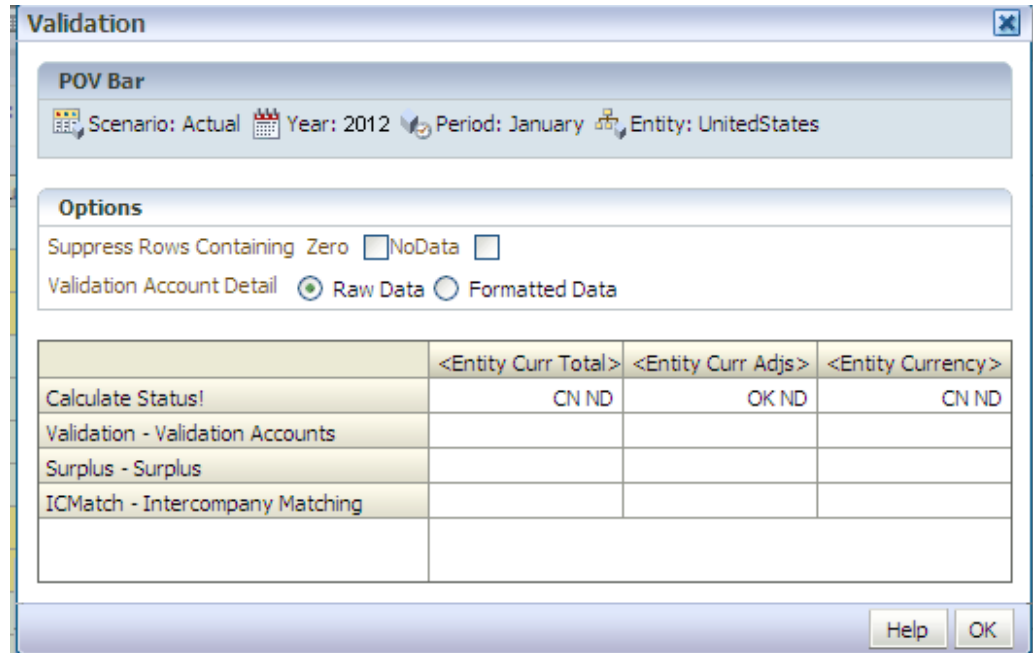 Validation
POV Bar
Scenario: Actual Year: 2012 Period: January Entity: UnitedStates
Options
Suppress Rows Containing Zero NoData
Validation Account Detail Raw Data Formatted Data
<Entity Curr Total> <Entity Curr Adjs> <Entity Currency>
Calculate Status! CN ND OK ND CN ND
Validation - Validation Accounts
Surplus - Surplus
ICMatch - Intercompany Matching
Help OK